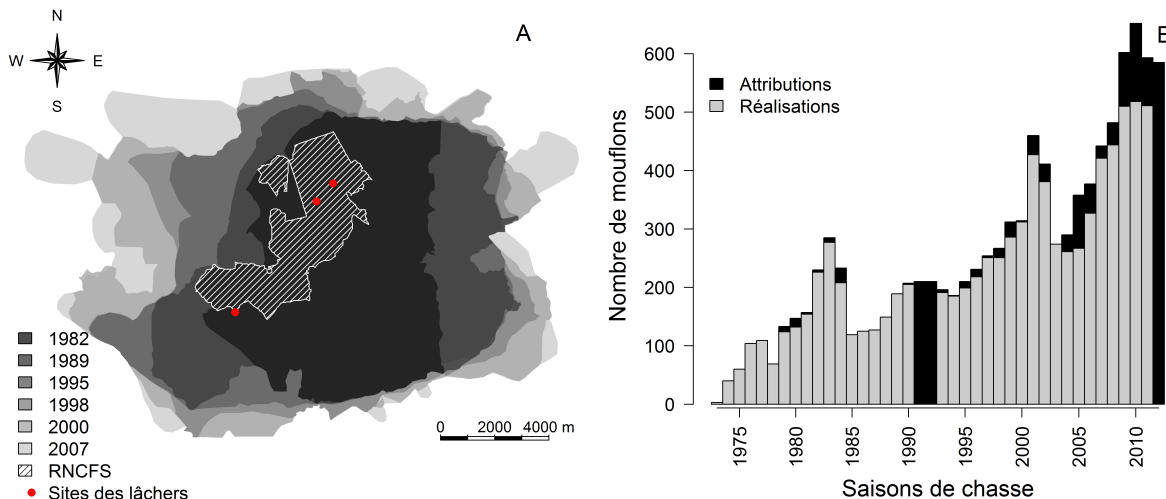 N
W E
S
A
1982
1989
1995
1998
2000
2007
RNCFS
Sites des lâchers
0 2000 4000 m
B
Attributions
Réalisations
Nombre de mouflons
600
500
400
300
200
100
0
1975 1980 1985 1990 1995 2000 2005 2010
Saisons de chasse